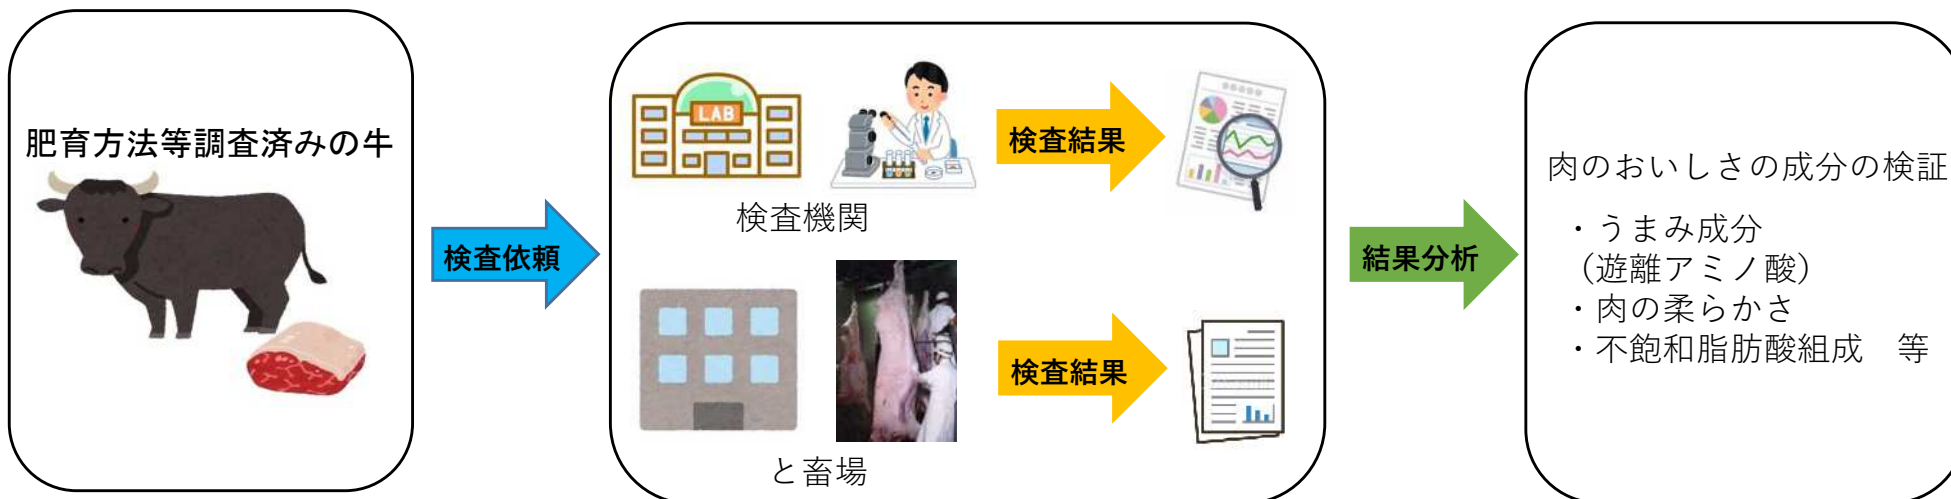 肥育方法等調査済みの牛
検査依頼
LAB
検査機関
検査結果
と畜場
検査結果
結果分析
肉のおいしさの成分の検証
・うまみ成分
（遊離アミノ酸）
・肉の柔らかさ
・不飽和脂肪酸組成　等